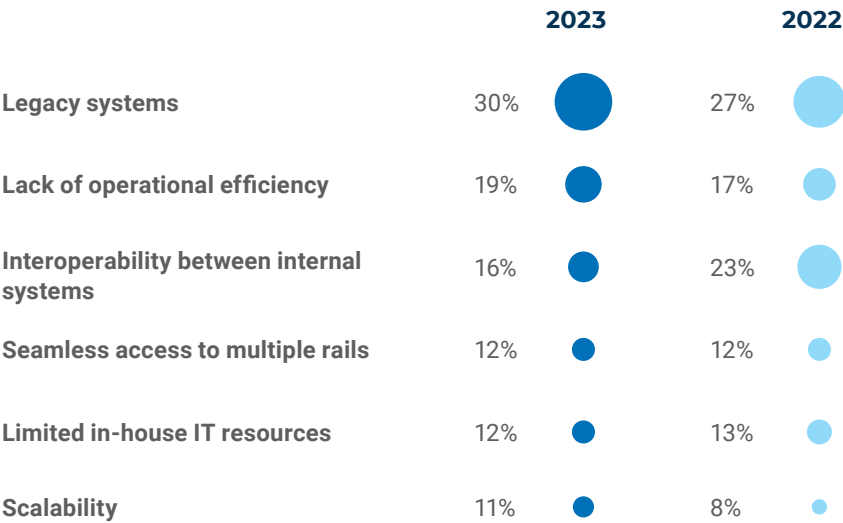 2023 2022
Legacy systems 30% 27%
Lack of operational efficiency 19% 17%
Interoperability between internal
systems 16% 23%
Seamless access to multiple rails 12% 12%
Limited in-house IT resources 12% 13%
Scalability 11% 8%